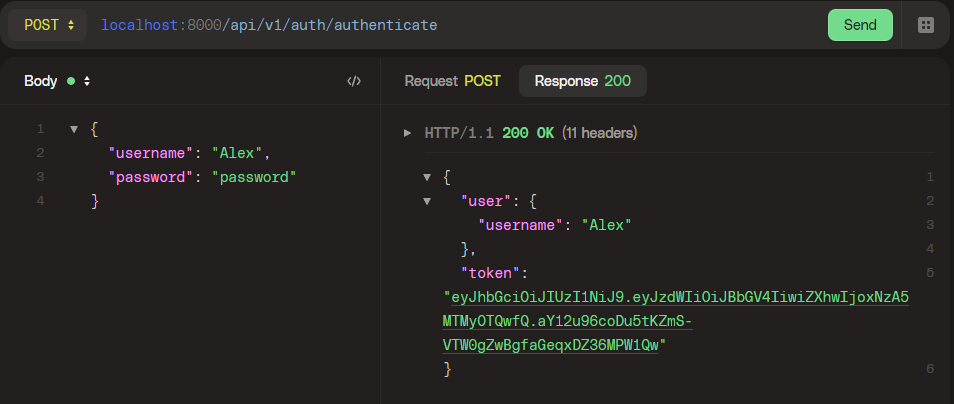 POST localhost:8000/api/v1/auth/authenticate Send
Body
Request POST Response 200
1 {
2 "username": "Alex",
3 "password": "password"
4 }
HTTP/1.1 200 OK (11 headers)
{ 1
"user": { 2
"username": "Alex" 3
}, 4
"token": 5
"eyJhbGciOiJIUzI1NiJ9.eyJzdWIiOiJBbGV4IiwiZXhwIjoxNzA5
MTMyOTQwfQ.aY12u96coDu5tKZmS-
VTW0gZwBgfaGeqxDZ36MPW1Qw"
} 6